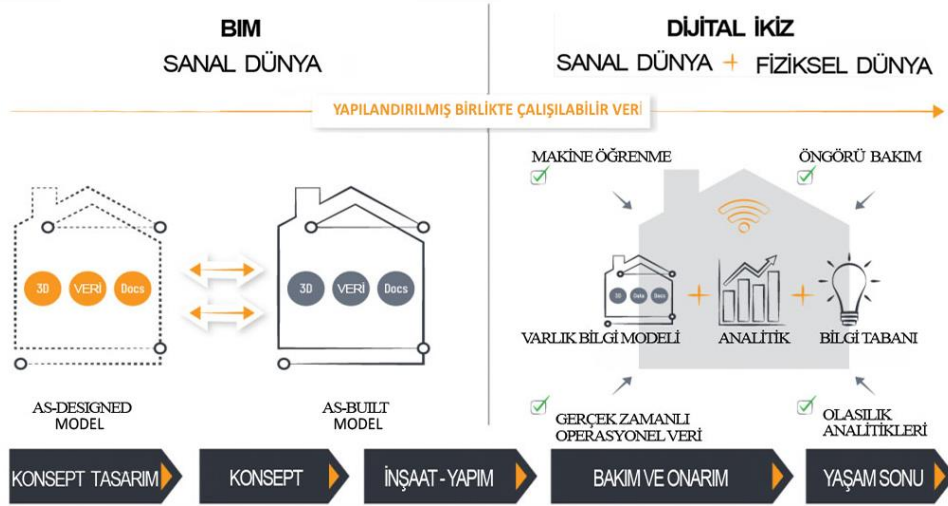 BIM
SANAL DÜNYA
DİJİTAL İKİZ
SANAL DÜNYA + FİZİKSEL DÜNYA
YAPILANDIRILMIŞ BİRLİKTE ÇALIŞILABİLİR VERİ
3D VERİ Docs
AS-DESIGNED
MODEL
3D VERİ Docs
AS-BUILT
MODEL
MAKİNE ÖĞRENME
ÖNGÖRÜ BAKIM
3D Data Docs
VARLIK BİLGİ MODELİ
+
ANALİTİK
+
BİLGİ TABANI
GERÇEK ZAMANLI
OPERASYONEL VERİ
OLASILIK
ANALİTİKLERİ
KONSEPT TASARIM
KONSEPT
İNŞAAT - YAPIM
BAKIM VE ONARIM
YAŞAM SONU